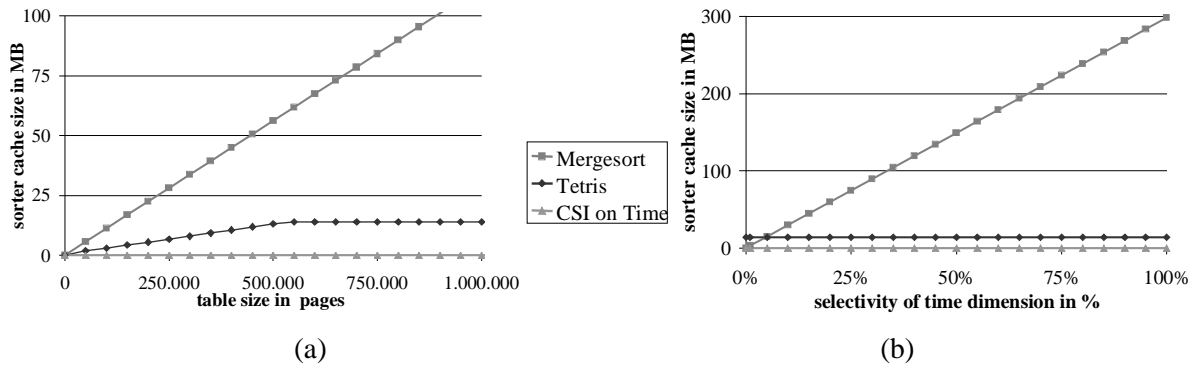 sorter cache size in MB
100
75
50
25
0
0
250.000
500.000
750.000
1.000.000
table size in pages
(a)
Mergesort
Tetris
CSI on Time
sorter cache size in MB
300
200
100
0
0%
25%
50%
75%
100%
selectivity of time dimension in %
(b)